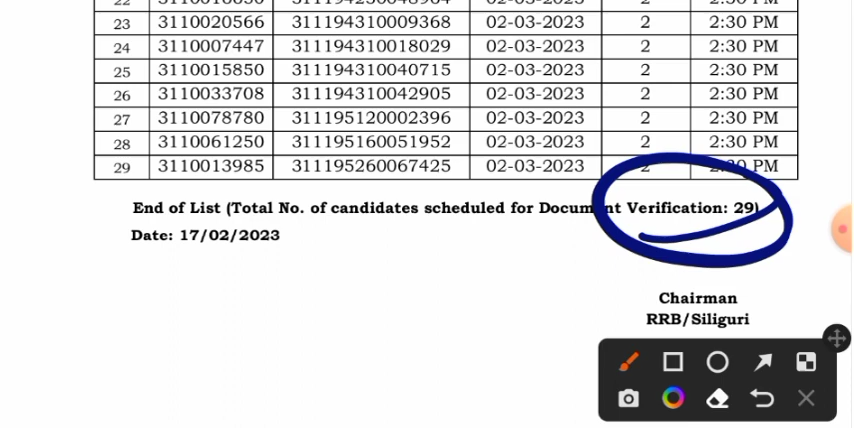 23 3110020566 311194310009368 02-03-2023 2 2:30 PM
24 3110007447 311194310018029 02-03-2023 2 2:30 PM
25 3110015850 311194310040715 02-03-2023 2 2:30 PM
26 3110033708 311194310042905 02-03-2023 2 2:30 PM
27 3110078780 311195120002396 02-03-2023 2 2:30 PM
28 3110061250 311195160051952 02-03-2023 2 2:30 PM
29 3110013985 311195260067425 02-03-2023 2 2:30 PM
End of List (Total No. of candidates scheduled for Document Verification: 29)
Date: 17/02/2023
Chairman
RRB/Siliguri